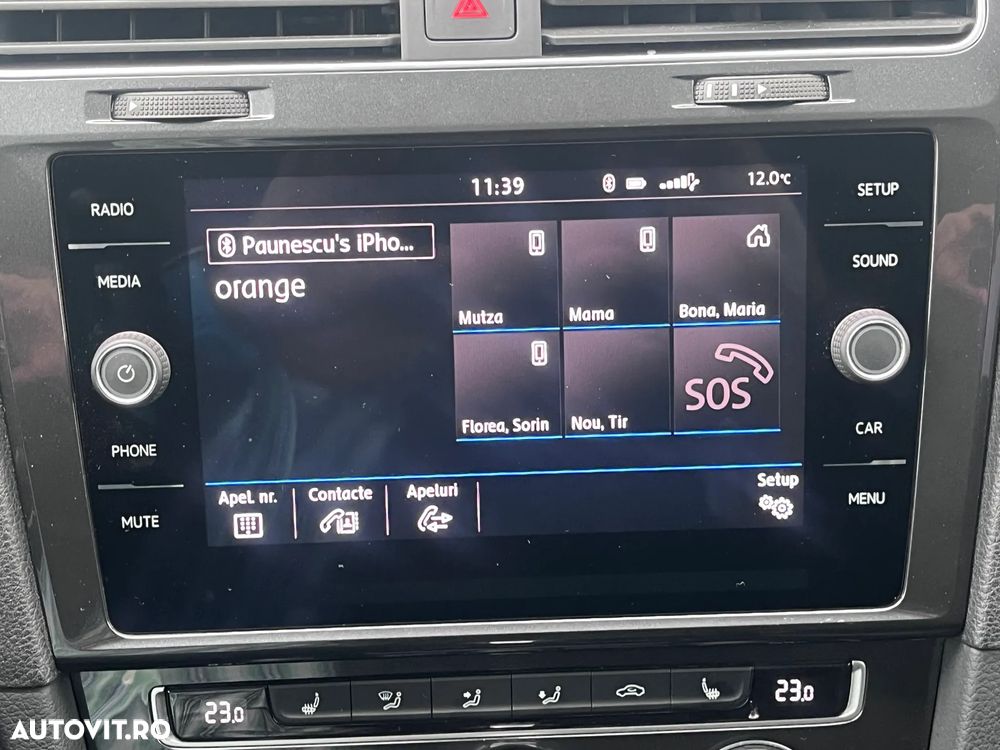 11:39
12.0°C
RADIO
MEDIA
PHONE
MUTE
SETUP
SOUND
CAR
MENU
Paunescu's iPho...
orange
Mutza
Mama
Bona, Maria
Florea, Sorin
Nou, Tir
SOS
Apel. nr.
Contacte
Apeluri
Setup
23.0
23.0
AUTOVIT.RO